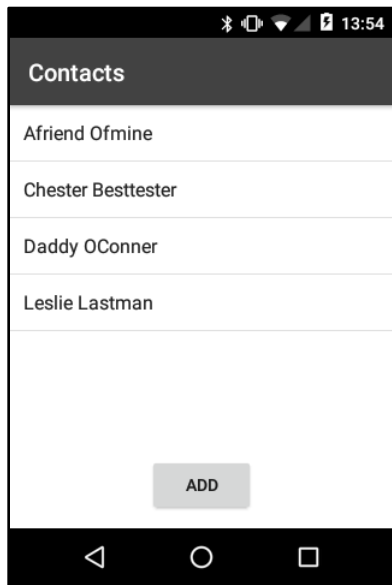 13:54
Contacts
Afriend Ofmine
Chester Besttester
Daddy OConner
Leslie Lastman
ADD